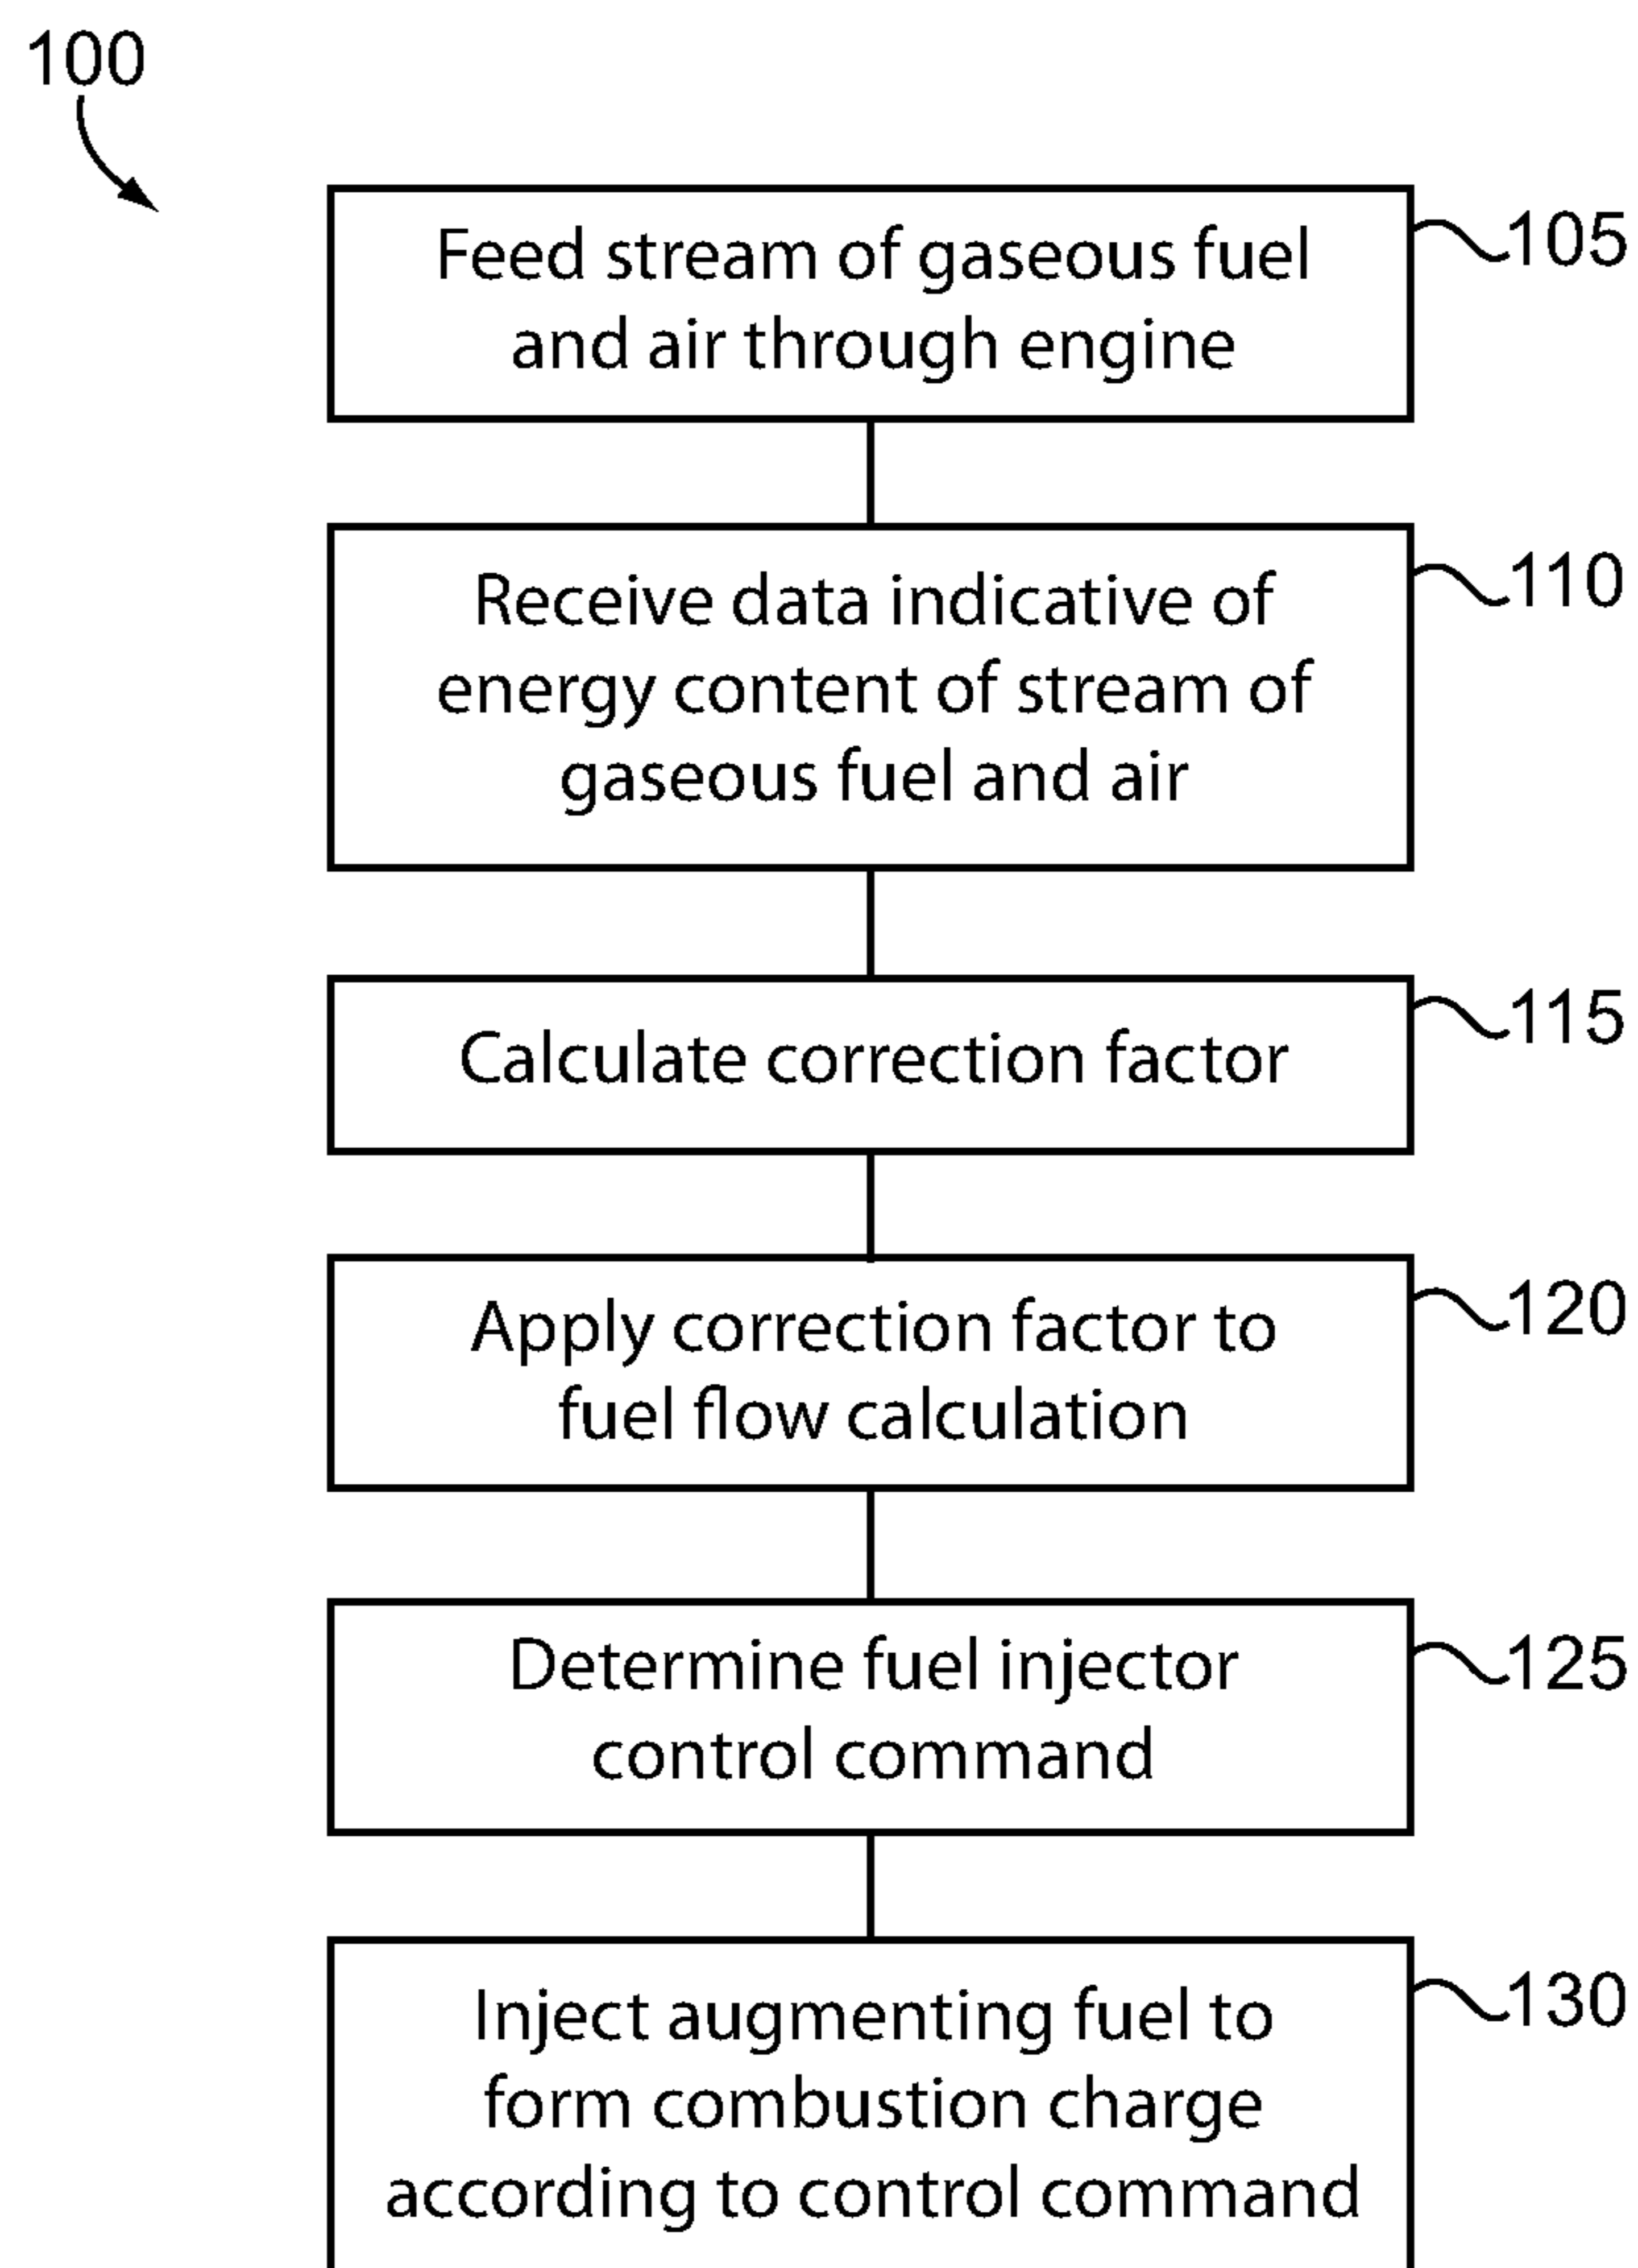 100
Feed stream of gaseous fuel
and air through engine
105
Receive data indicative of
energy content of stream of
gaseous fuel and air
110
Calculate correction factor
115
Apply correction factor to
fuel flow calculation
120
Determine fuel injector
control command
125
Inject augmenting fuel to
form combustion charge
according to control command
130